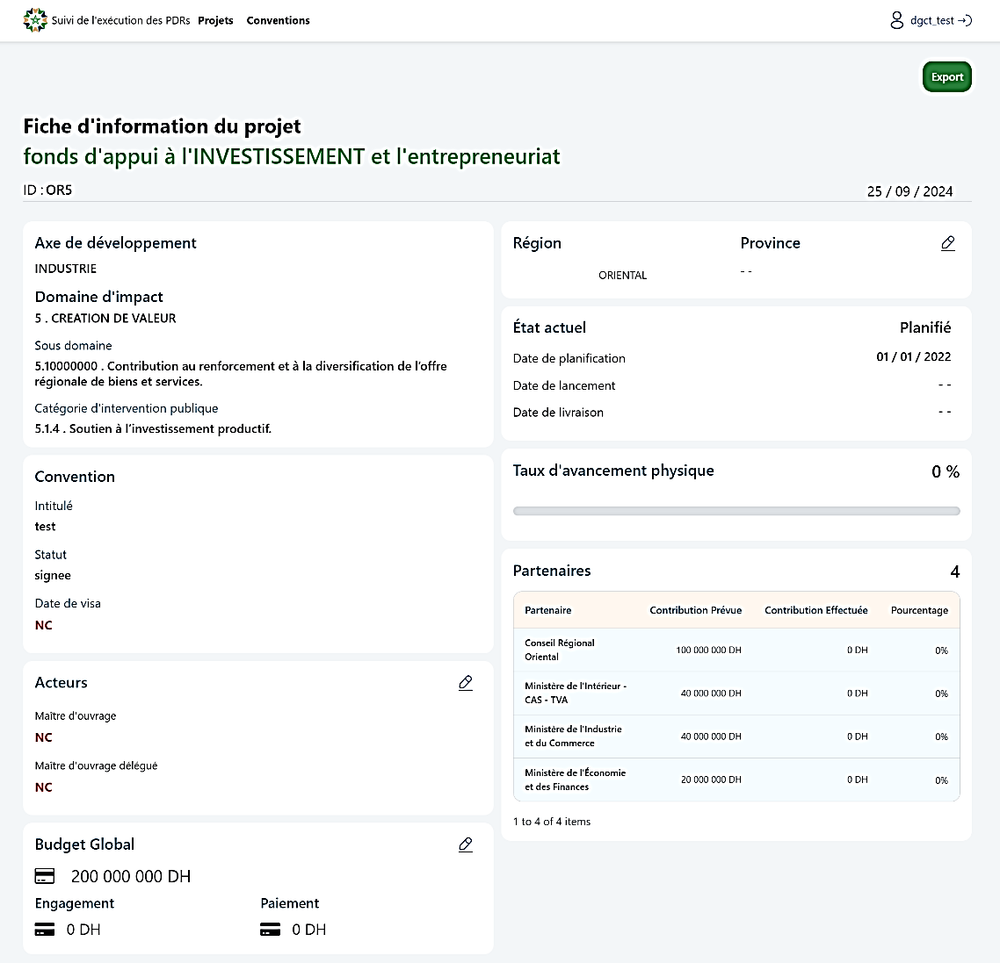 Suivi de l'exécution des PDRs Projets Conventions dgct_test
Export
Fiche d'information du projet
fonds d'appui à l'INVESTISSEMENT et l'entrepreneuriat
ID : OR5
25 / 09 / 2024
Axe de développement
INDUSTRIE
Domaine d'impact
5 . CREATION DE VALEUR
Sous domaine
5.10000000 . Contribution au renforcement et à la diversification de l’offre
régionale de biens et services.
Catégorie d'intervention publique
5.1.4 . Soutien à l’investissement productif.
Convention
Intitulé
test
Statut
signee
Date de visa
NC
Acteurs
Maître d'ouvrage
NC
Maître d'ouvrage délégué
NC
Budget Global
200 000 000 DH
Engagement Paiement
0 DH 0 DH
Région Province
ORIENTAL - -
État actuel Planifié
Date de planification 01 / 01 / 2022
Date de lancement - -
Date de livraison - -
Taux d'avancement physique 0 %
Partenaires 4
Partenaire Contribution Prévue Contribution Effectuée Pourcentage
Conseil Régional
Oriental 100 000 000 DH 0 DH 0%
Ministère de l'Intérieur -
CAS - TVA 40 000 000 DH 0 DH 0%
Ministère de l'Industrie
et du Commerce 40 000 000 DH 0 DH 0%
Ministère de l'Économie
et des Finances 20 000 000 DH 0 DH 0%
1 to 4 of 4 items